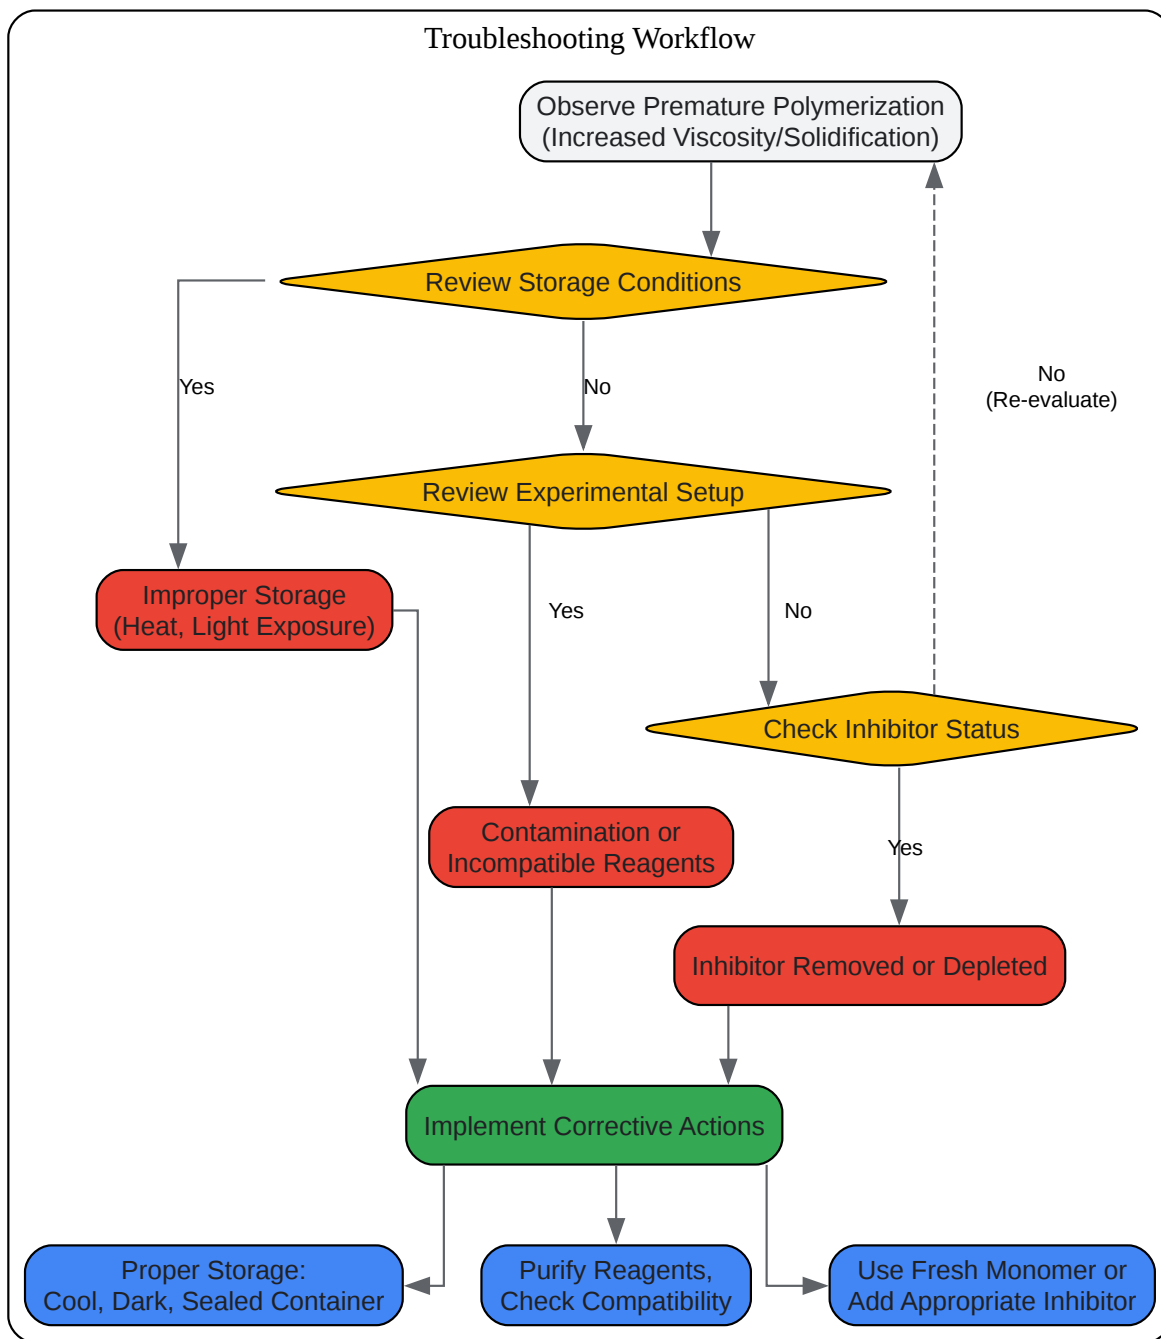 Troubleshooting Workflow
Observe Premature Polymerization
(Increased Viscosity/Solidification)
Review Storage Conditions
Yes
No
No
(Re-evaluate)
Review Experimental Setup
Improper Storage
(Heat, Light Exposure)
Yes
No
Check Inhibitor Status
Contamination or
Incompatible Reagents
Yes
Inhibitor Removed or Depleted
Implement Corrective Actions
Proper Storage:
Cool, Dark, Sealed Container
Purify Reagents,
Check Compatibility
Use Fresh Monomer or
Add Appropriate Inhibitor